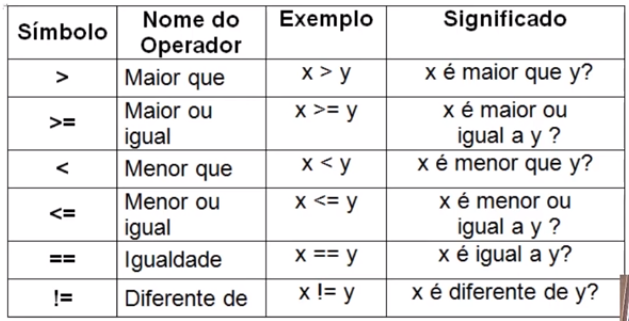 Símbolo Nome do Operador Exemplo Significado
> Maior que x > y x é maior que y?
>= Maior ou igual x >= y x é maior ou igual a y ?
< Menor que x < y x é menor que y?
<= Menor ou igual x <= y x é menor ou igual a y ?
== Igualdade x == y x é igual a y?
!= Diferente de x != y x é diferente de y?